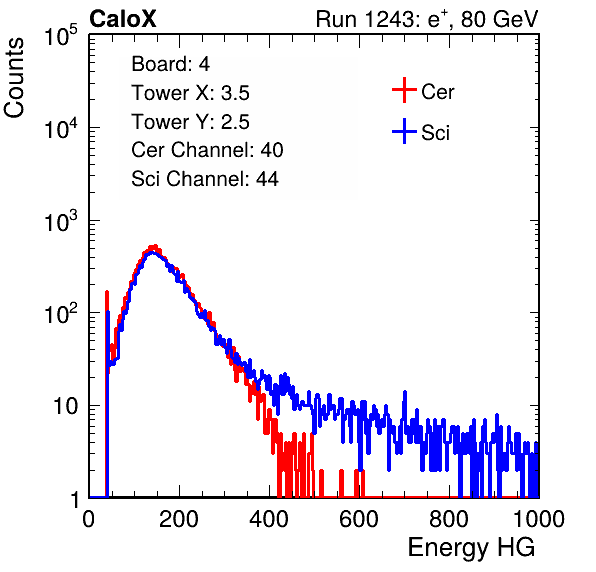 CaloX Run 1243: e⁺, 80 GeV
Counts
10⁵
10⁴
10³
10²
10
1
Board: 4
Tower X: 3.5
Tower Y: 2.5
Cer Channel: 40
Sci Channel: 44
Cer
Sci
0 200 400 600 800 1000
Energy HG